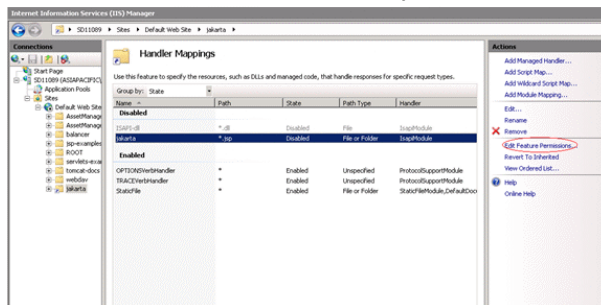 Internet Information Services (IIS) Manager
SD11089 ▸ Sites ▸ Default Web Site ▸ jakarta ▸
Connections
Start Page
SD11089 (ASIAPACIFIC\
Application Pools
Sites
Default Web Site
AssetManag
AssetManag
balancer
jsp-examples
ROOT
servlets-exa
tomcat-docs
webdav
jakarta
Handler Mappings
Use this feature to specify the resources, such as DLLs and managed code, that handle responses for specific request types.
Group by: State
Name Path State Path Type Handler
Disabled
ISAPI-dll *.dll Disabled File IsapiModule
jakarta *.jsp Disabled File or Folder IsapiModule
Enabled
OPTIONSVerbHandler * Enabled Unspecified ProtocolSupportModule
TRACEVerbHandler * Enabled Unspecified ProtocolSupportModule
StaticFile * Enabled File or Folder StaticFileModule,DefaultDoc
Actions
Add Managed Handler...
Add Script Map...
Add Wildcard Script Map...
Add Module Mapping...
Edit...
Rename
Remove
Edit Feature Permissions...
Revert To Inherited
View Ordered List...
Help
Online Help